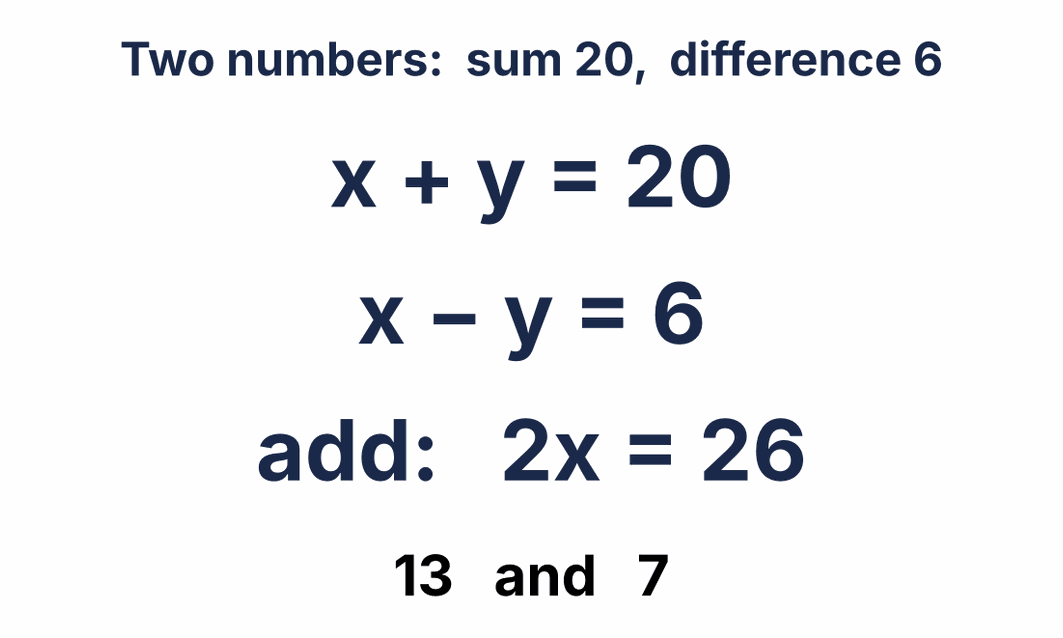 Two numbers: sum 20, difference 6
x + y = 20
x − y = 6
add: 2x = 26
13 and 7